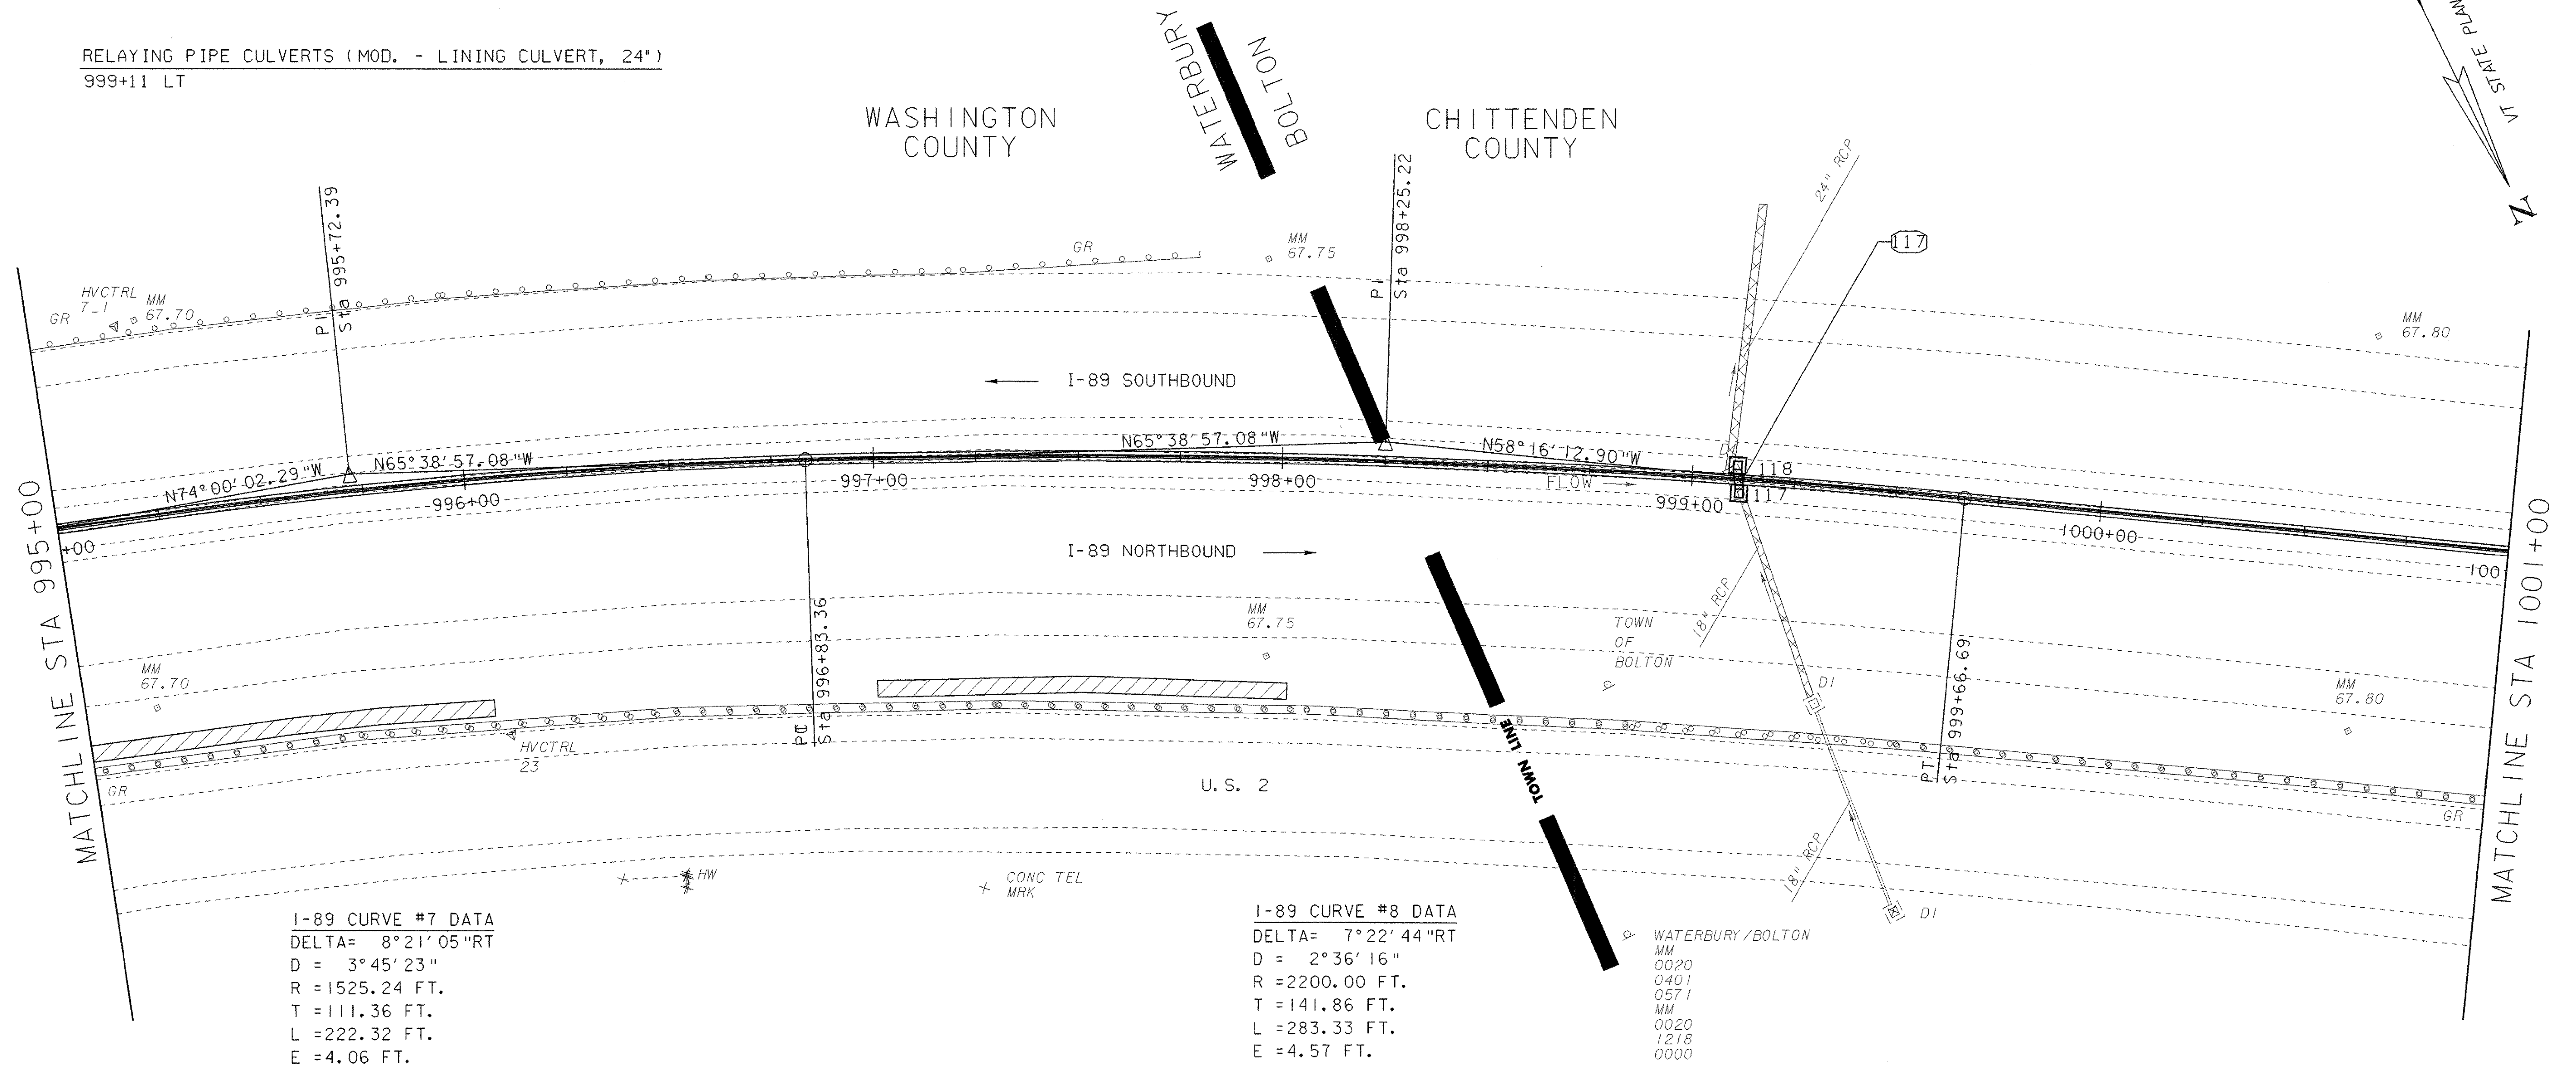 RELAYING PIPE CULVERTS (MOD. - LINING CULVERT, 24")
999+11 LT
WATERBURY
BOLTON
WASHINGTON
COUNTY
CHITTENDEN
COUNTY
VT STATE PLAN
N
PI
Sta 995+72.39
PI
Sta 998+25.22
24" RCP
117
GR
MM
67.75
HVCTRL
7_1
MM
67.70
GR
MM
67.80
I-89 SOUTHBOUND
N74°00'02.29"W
N65°38'57.08"W
N65°38'57.08"W
N58°16'12.90"W
118
117
FLOW
+00
996+00
997+00
998+00
999+00
1000+00
100
MATCHLINE STA 995+00
MATCHLINE STA 1001+00
I-89 NORTHBOUND
18" RCP
MM
67.75
TOWN
OF
BOLTON
MM
67.70
DI
MM
67.80
Sta 996+83.36
PT
Sta 999+66.69
HVCTRL
23
GR
GR
TOWN LINE
U.S. 2
18" RCP
HW
CONC TEL
MRK
DI
I-89 CURVE #7 DATA
DELTA= 8°21'05"RT
D = 3°45'23"
R =1525.24 FT.
T =111.36 FT.
L =222.32 FT.
E =4.06 FT.
I-89 CURVE #8 DATA
DELTA= 7°22'44"RT
D = 2°36'16"
R =2200.00 FT.
T =141.86 FT.
L =283.33 FT.
E =4.57 FT.
WATERBURY/BOLTON
MM
0020
0401
0571
MM
0020
1218
0000